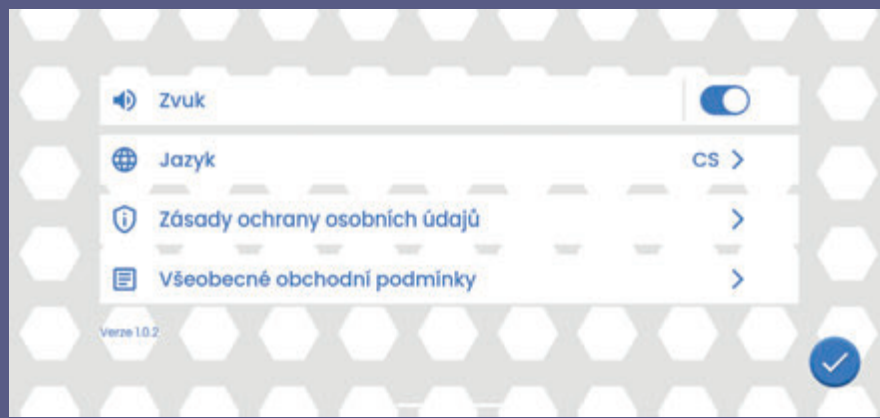 Zvuk
Jazyk CS
Zásady ochrany osobních údajů
Všeobecné obchodní podmínky
Verze 1.0.2